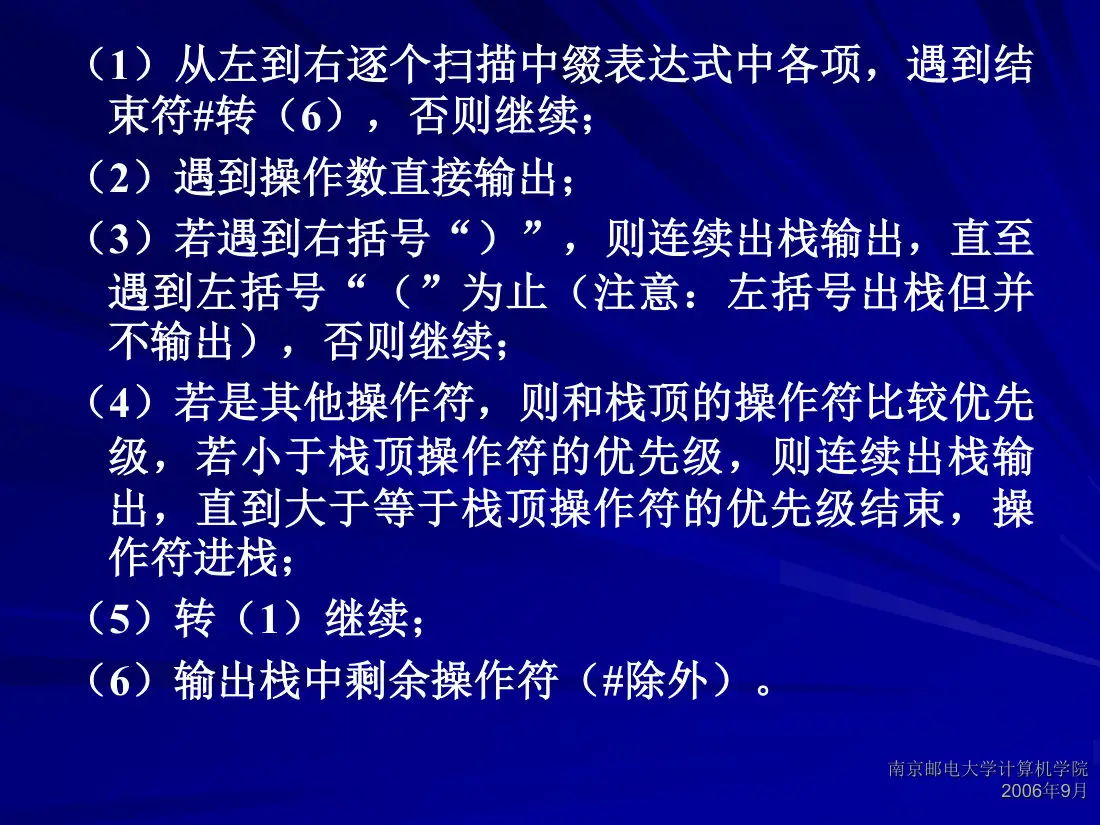 （1）从左到右逐个扫描中缀表达式中各项，遇到结
束符#转（6），否则继续；
（2）遇到操作数直接输出；
（3）若遇到右括号“）”，则连续出栈输出，直至
遇到左括号“（”为止（注意：左括号出栈但并
不输出），否则继续；
（4）若是其他操作符，则和栈顶的操作符比较优先
级，若小于栈顶操作符的优先级，则连续出栈输
出，直到大于等于栈顶操作符的优先级结束，操
作符进栈；
（5）转（1）继续；
（6）输出栈中剩余操作符（#除外）。
南京邮电大学计算机学院
2006年9月